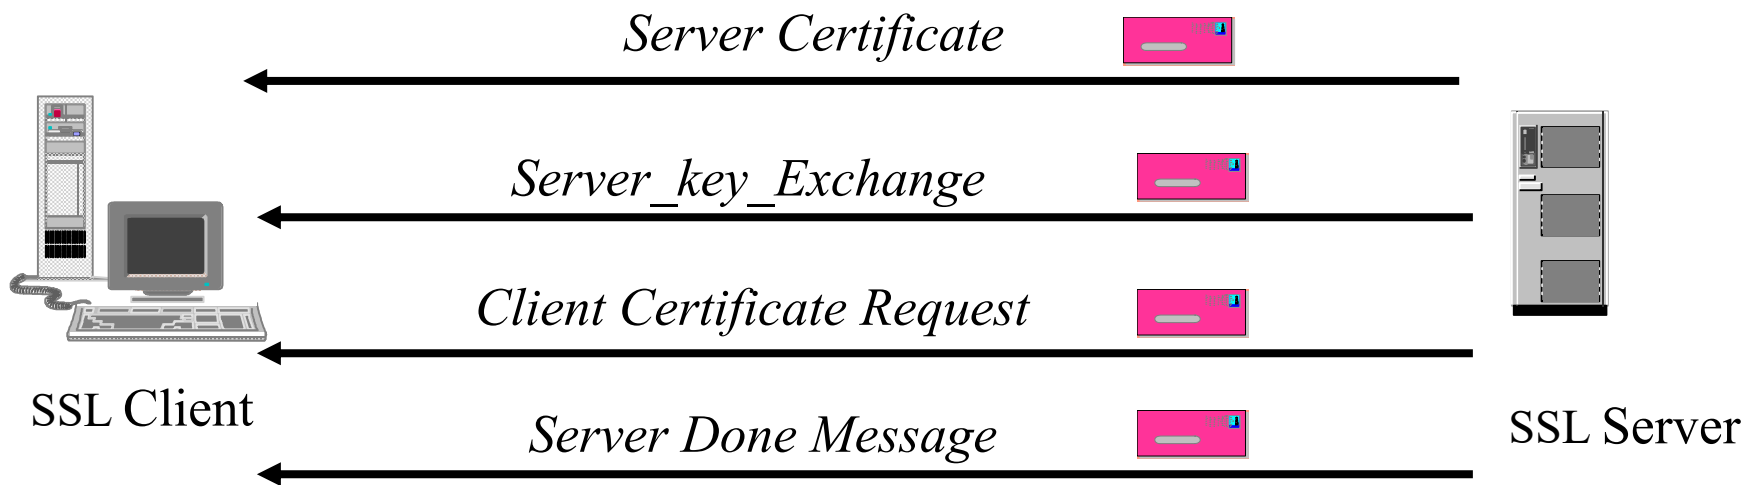 Server Certificate
Server_key_Exchange
Client Certificate Request
SSL Client
Server Done Message
SSL Server